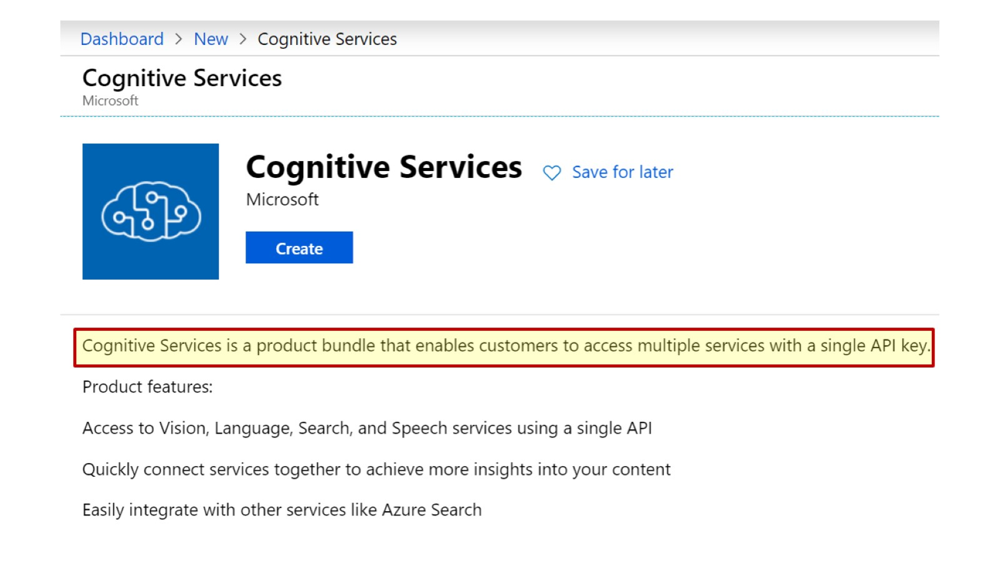 Dashboard > New > Cognitive Services
Cognitive Services
Microsoft
Cognitive Services
Save for later
Microsoft
Create
Cognitive Services is a product bundle that enables customers to access multiple services with a single API key.
Product features:
Access to Vision, Language, Search, and Speech services using a single API
Quickly connect services together to achieve more insights into your content
Easily integrate with other services like Azure Search